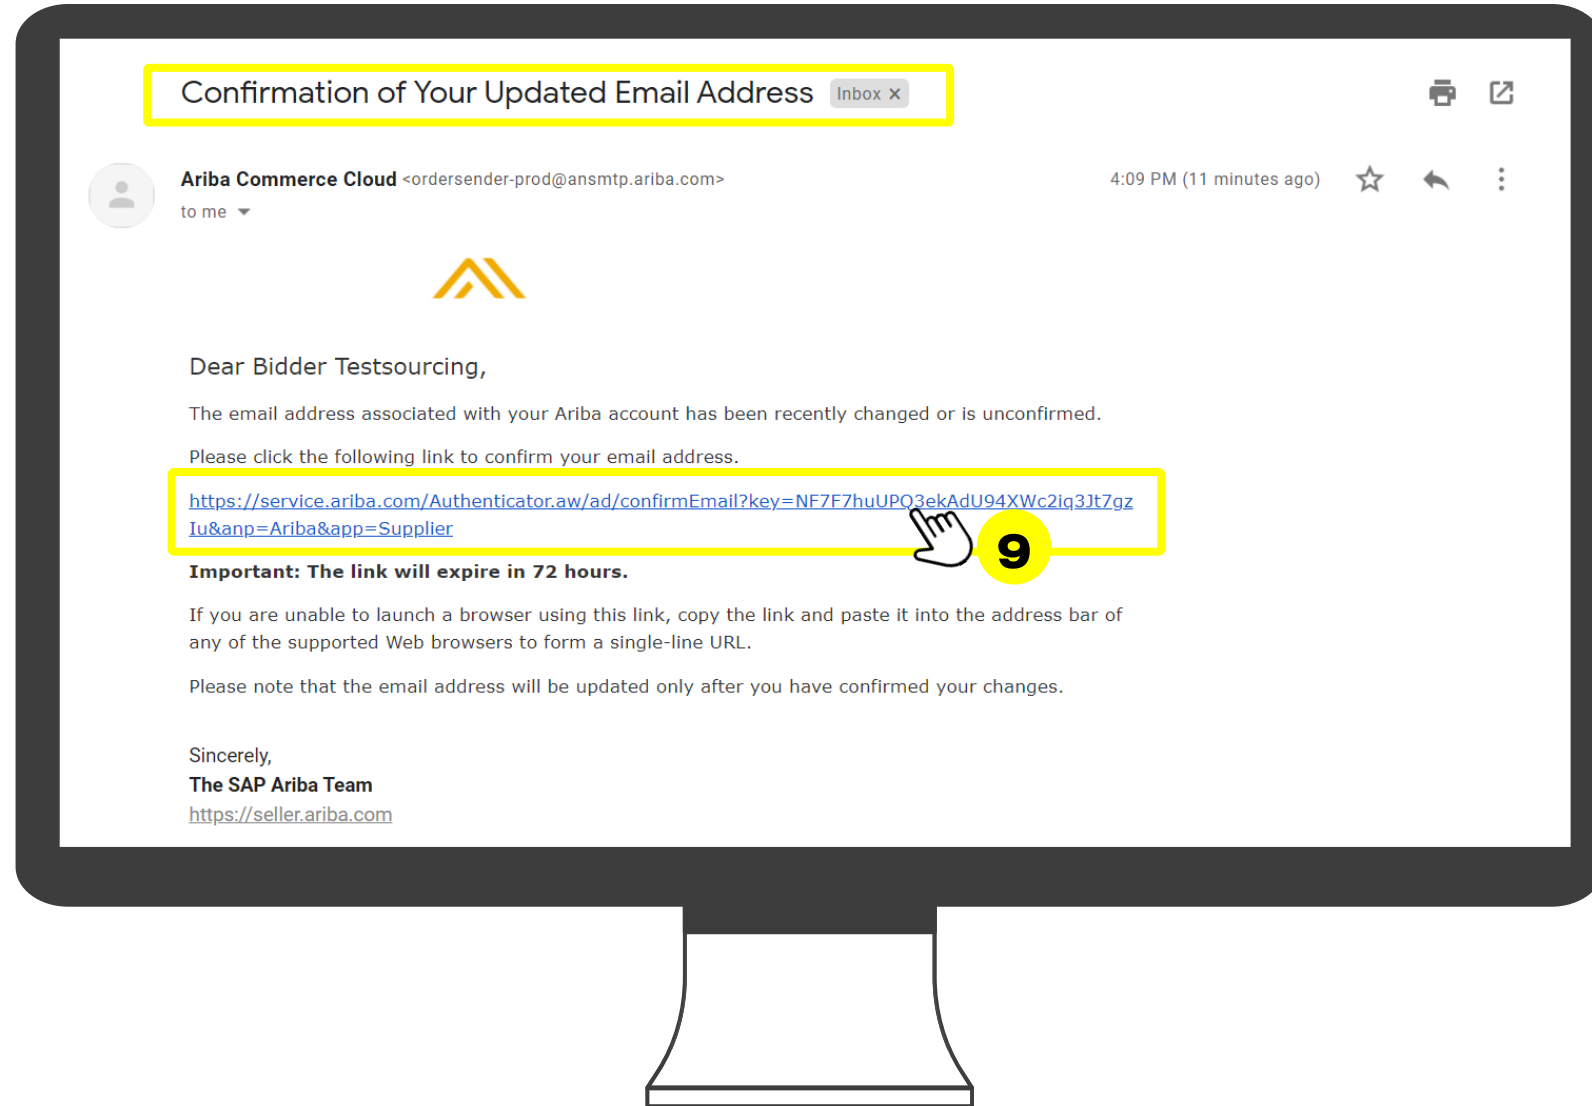 Confirmation of Your Updated Email Address Inbox x
Ariba Commerce Cloud <ordersender-prod@ansmtp.ariba.com> 4:09 PM (11 minutes ago)
to me
Dear Bidder Testsourcing,
The email address associated with your Ariba account has been recently changed or is unconfirmed.
Please click the following link to confirm your email address.
https://service.ariba.com/Authenticator.aw/ad/confirmEmail?key=NF7F7huUPQ3ekAdU94XWc2iq3Jt7gz
Iu&anp=Ariba&app=Supplier
9
Important: The link will expire in 72 hours.
If you are unable to launch a browser using this link, copy the link and paste it into the address bar of
any of the supported Web browsers to form a single-line URL.
Please note that the email address will be updated only after you have confirmed your changes.
Sincerely,
The SAP Ariba Team
https://seller.ariba.com